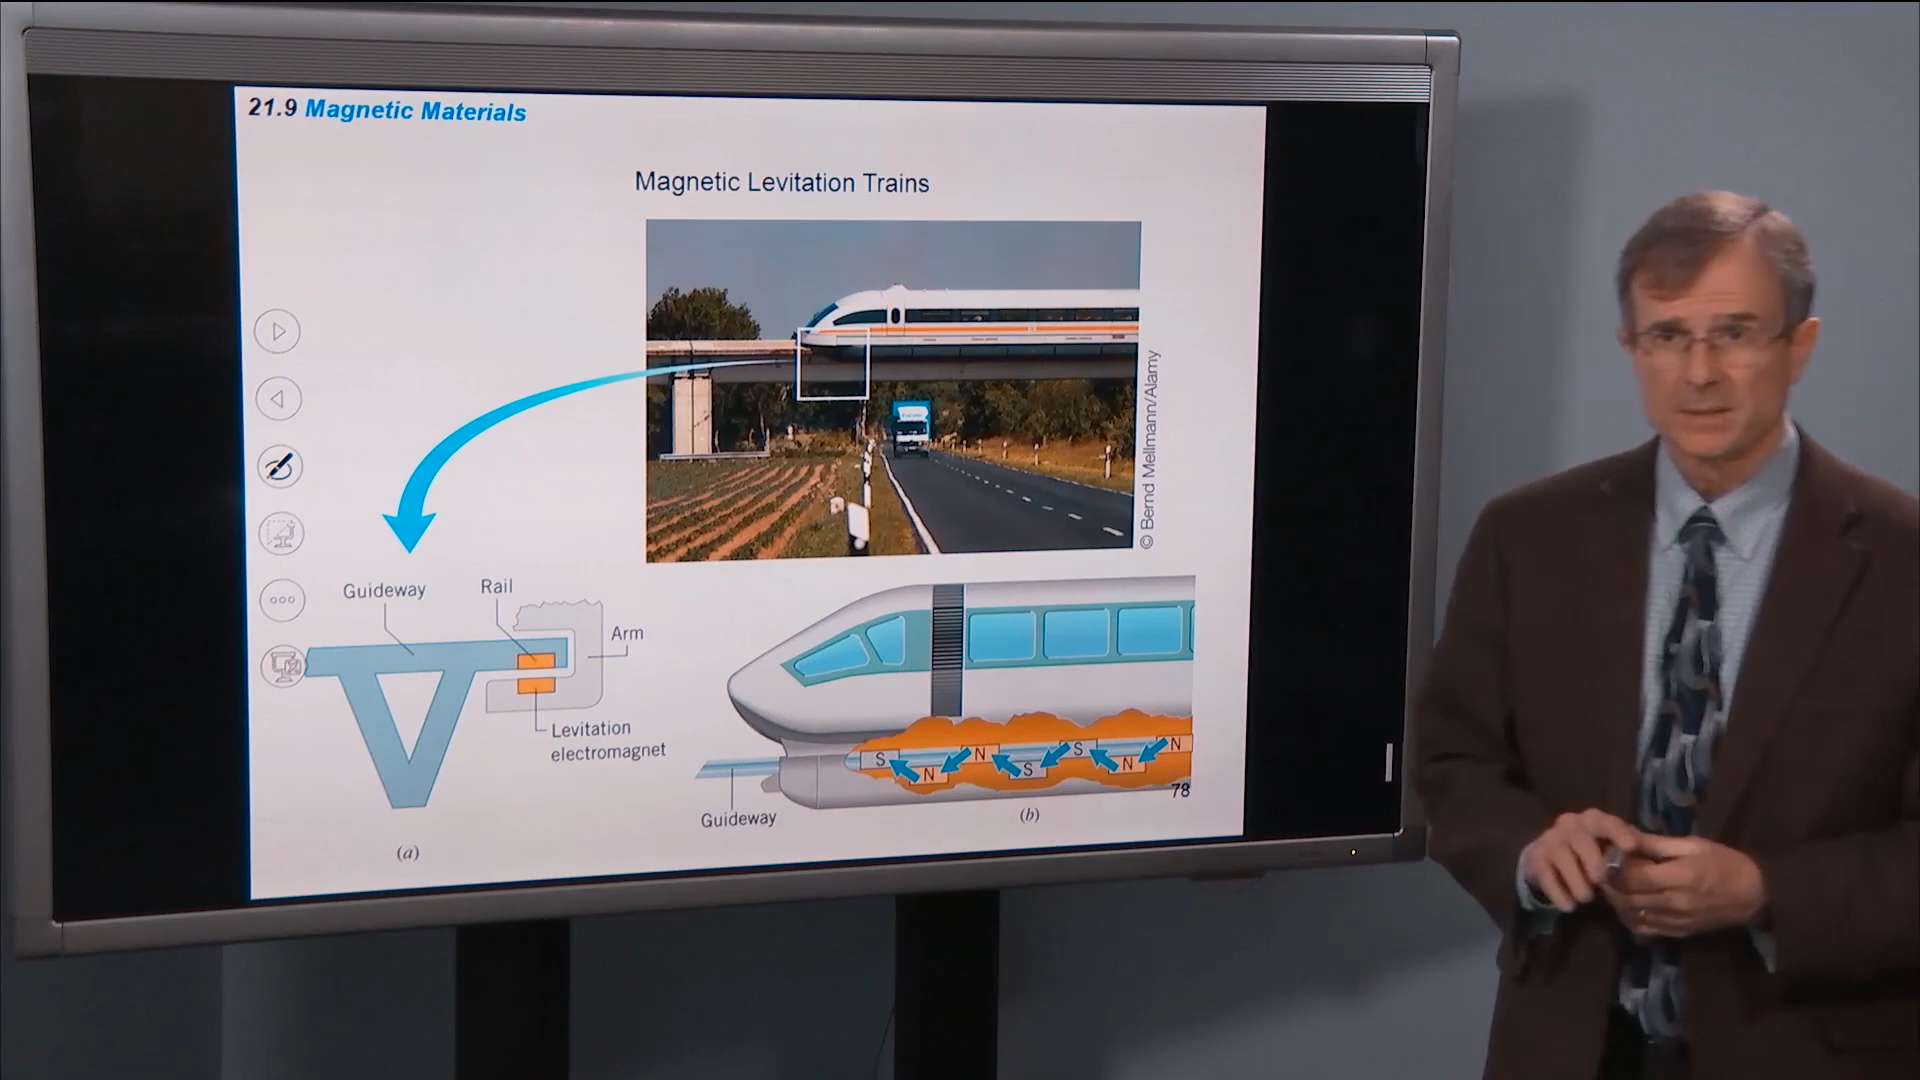 21.9 Magnetic Materials
Magnetic Levitation Trains
© Bernd Mellmann/Alamy
Guideway
Rail
Arm
Levitation
electromagnet
(a)
S
N
N
S
S
N
N
Guideway
78
(b)